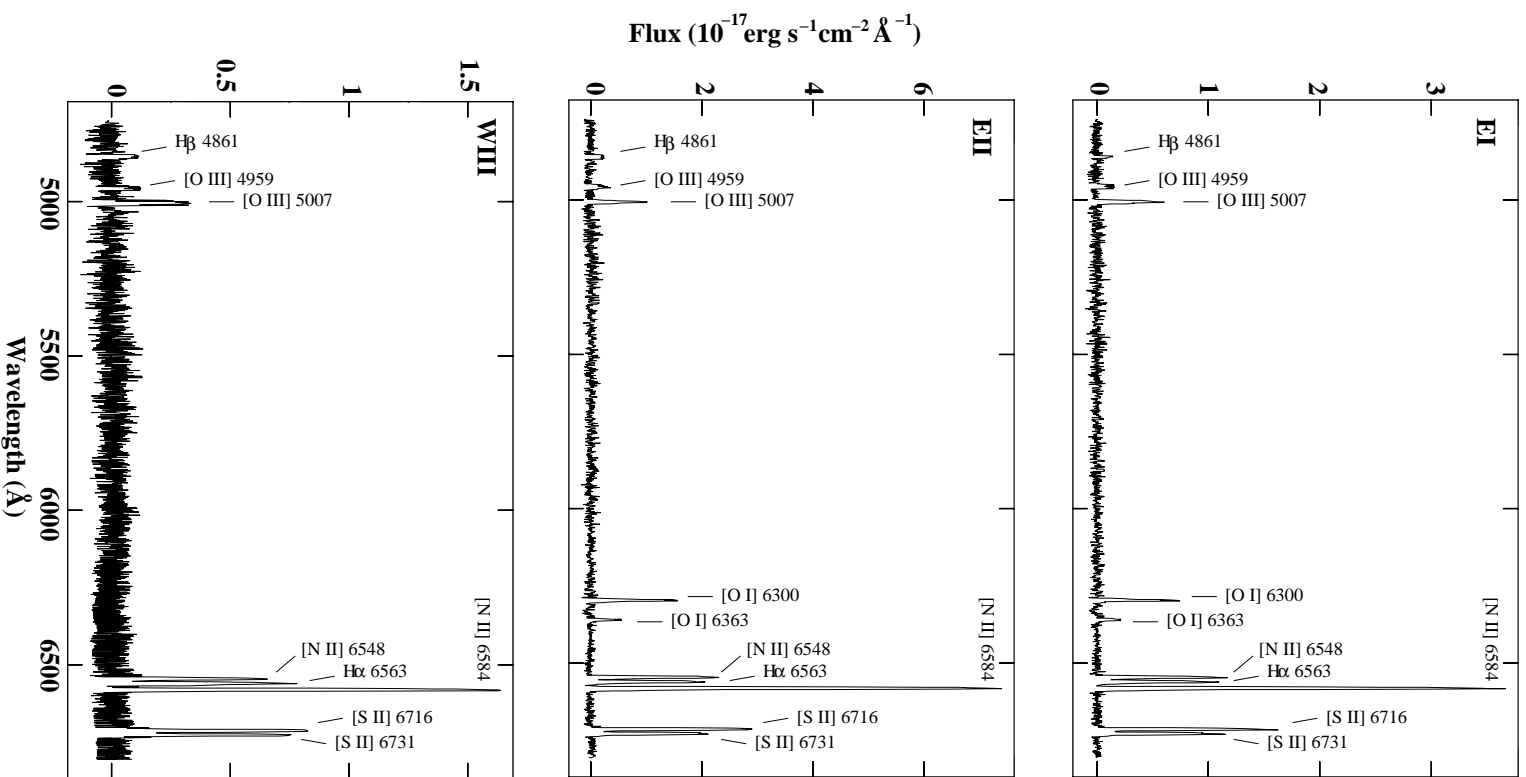 Flux (10⁻¹⁷erg s⁻¹cm⁻² Å⁻¹)
WIII
0
0.5
1
1.5
Hβ 4861
[O III] 4959
[O III] 5007
[N II] 6548
Hα 6563
[N II] 6584
[S II] 6716
[S II] 6731
5000
5500
6000
6500
Wavelength (Å)
EII
0
2
4
6
Hβ 4861
[O III] 4959
[O III] 5007
[O I] 6300
[O I] 6363
[N II] 6548
Hα 6563
[N II] 6584
[S II] 6716
[S II] 6731
EI
0
1
2
3
Hβ 4861
[O III] 4959
[O III] 5007
[O I] 6300
[O I] 6363
[N II] 6548
Hα 6563
[N II] 6584
[S II] 6716
[S II] 6731